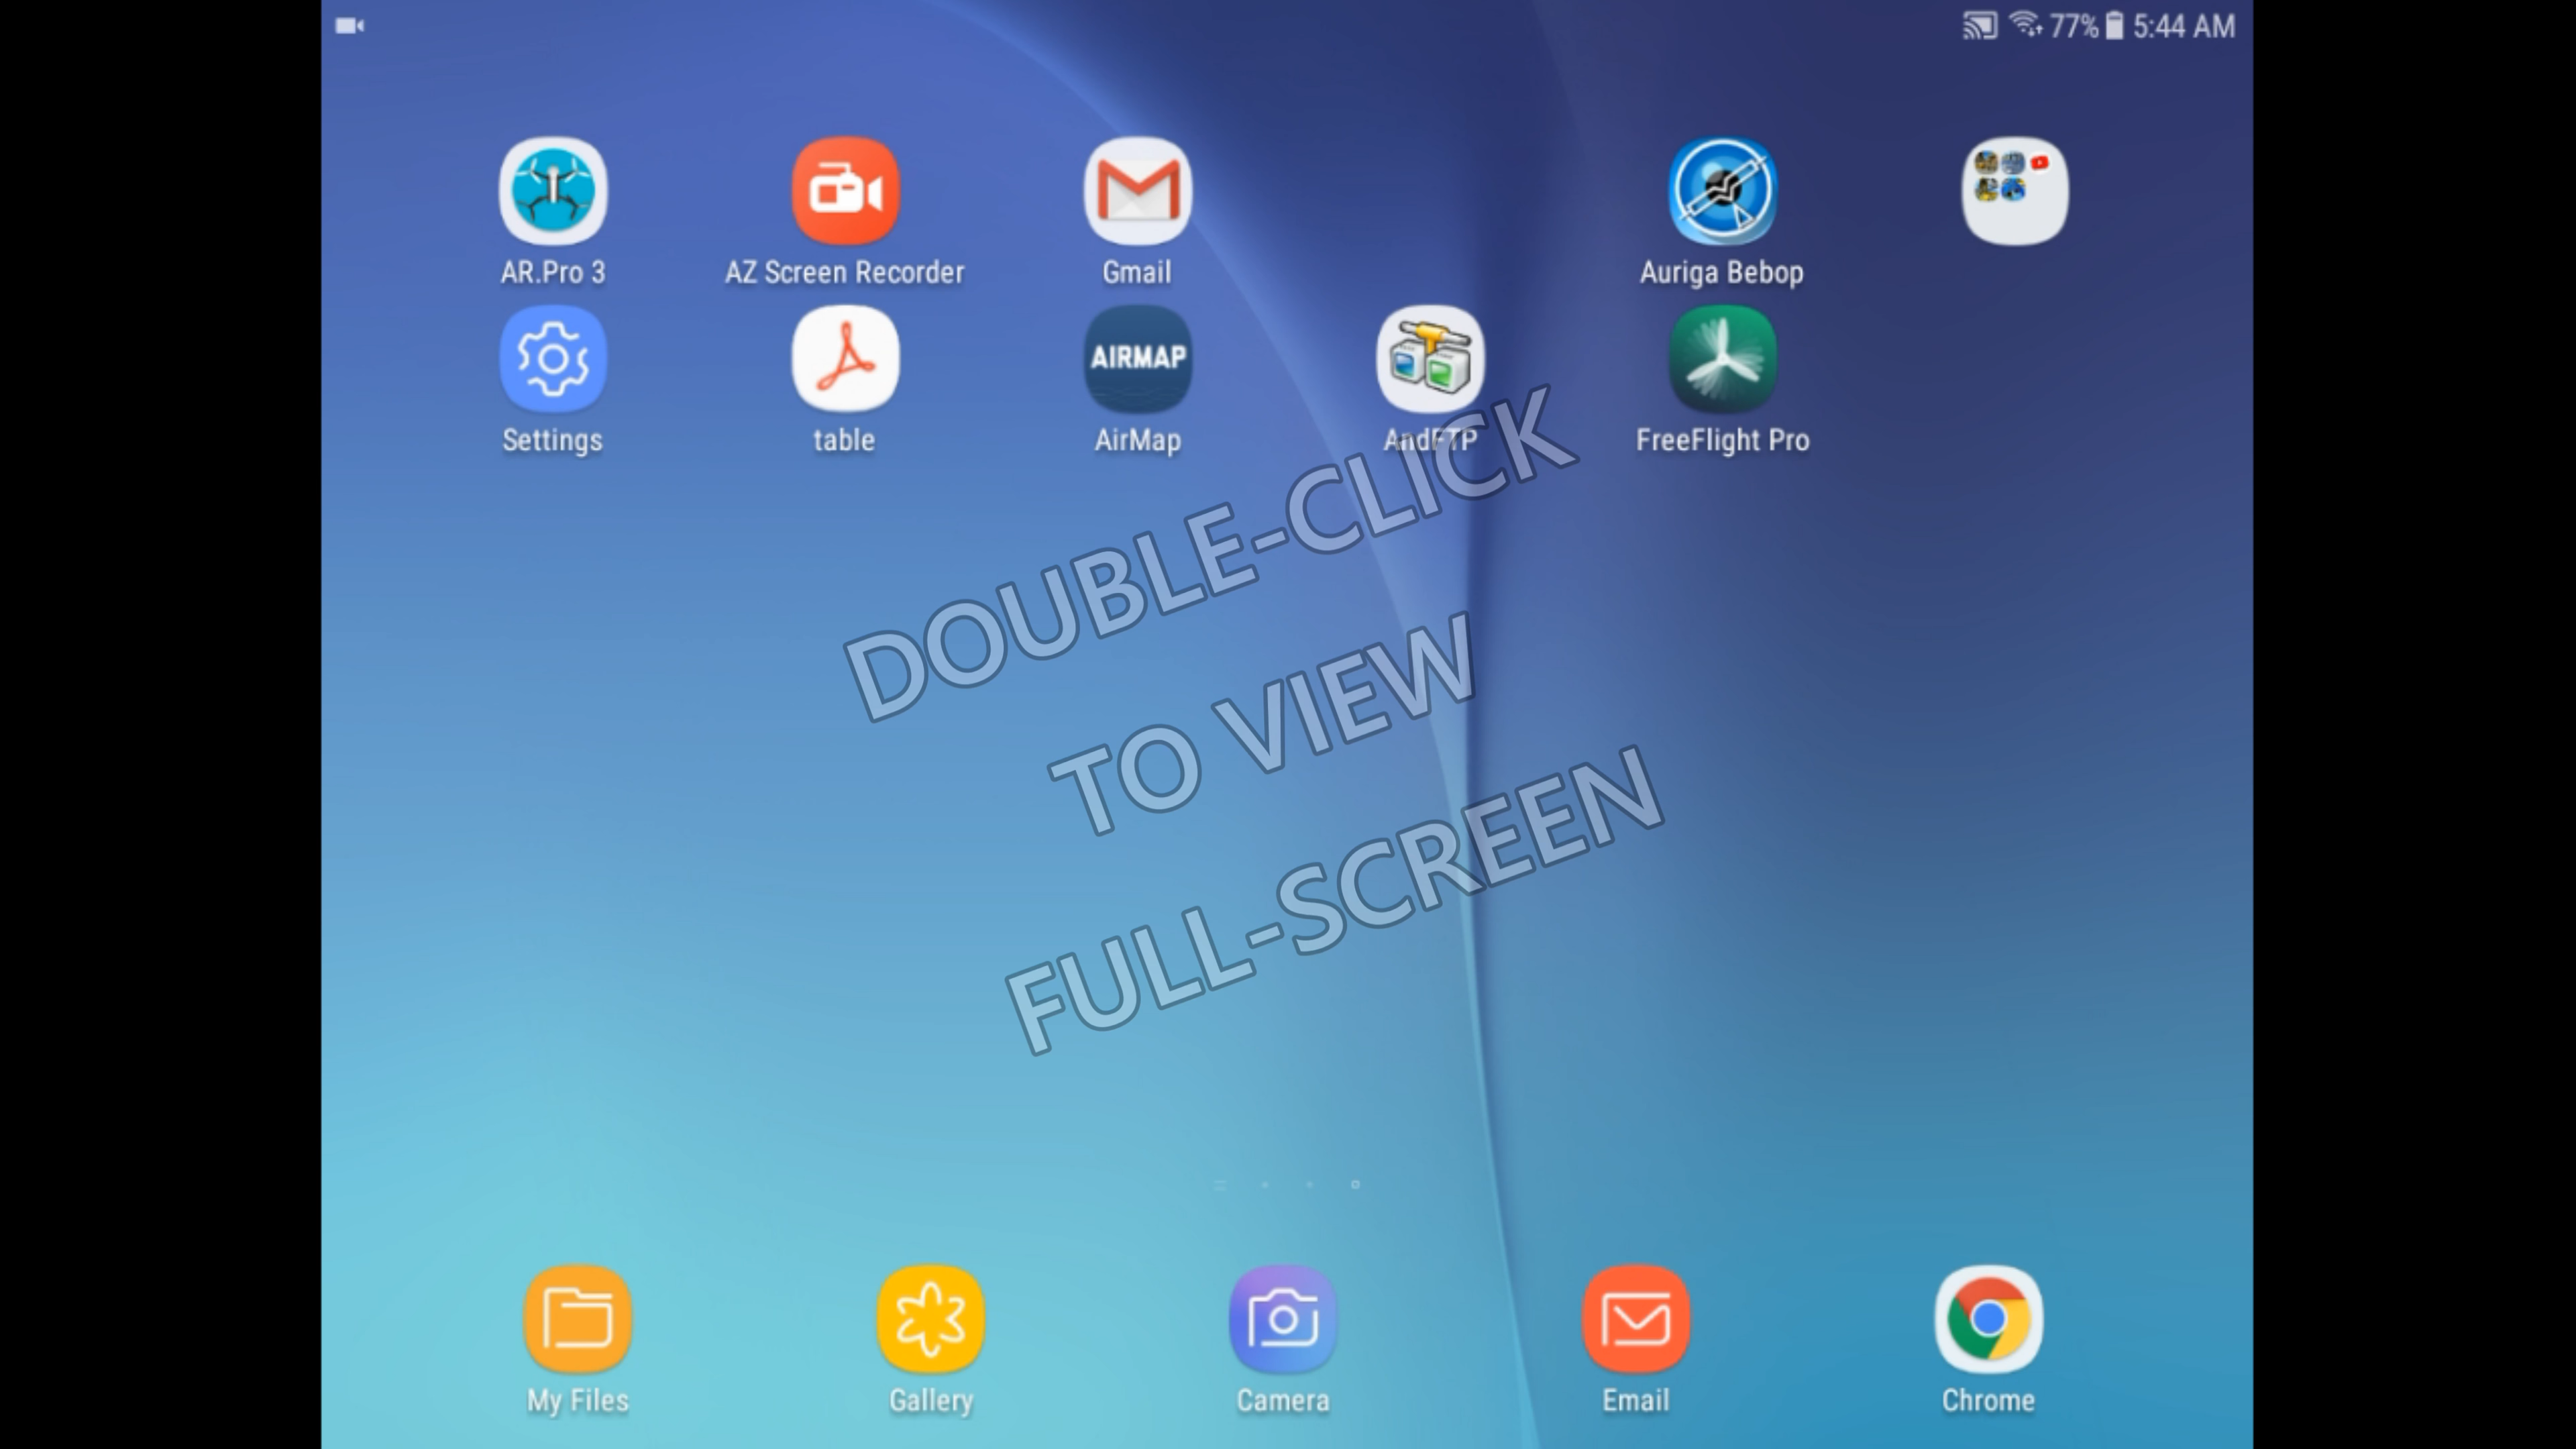 77% 5:44 AM
AR.Pro 3
AZ Screen Recorder
Gmail
Auriga Bebop
AIRMAP
Settings
table
AirMap
AndFTP
FreeFlight Pro
DOUBLE-CLICK
TO VIEW
FULL-SCREEN
My Files
Gallery
Camera
Email
Chrome